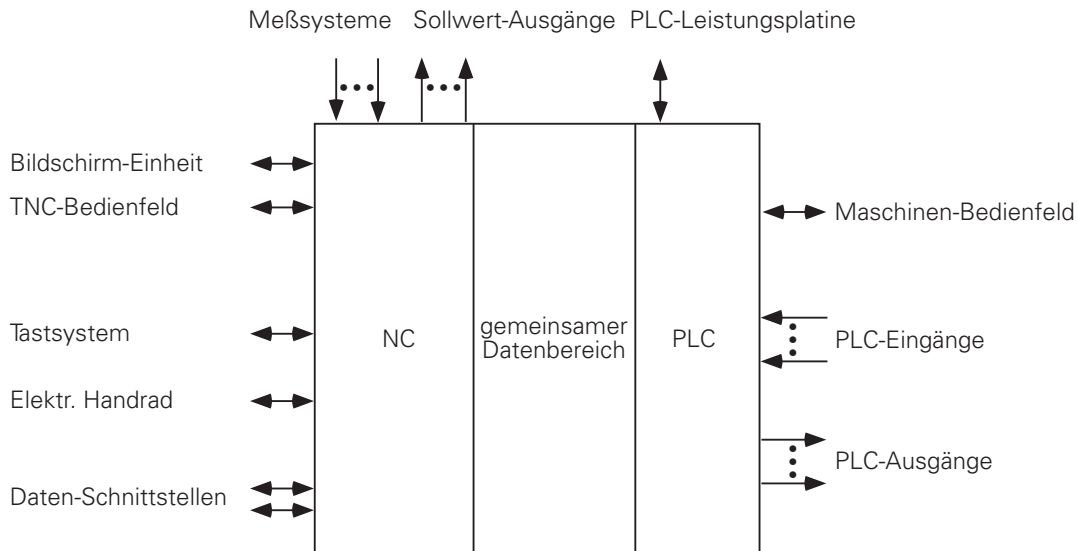 Meßsysteme Sollwert-Ausgänge PLC-Leistungsplatine
Bildschirm-Einheit
TNC-Bedienfeld
Maschinen-Bedienfeld
Tastsystem
NC
gemeinsamer
Datenbereich
PLC
PLC-Eingänge
Elektr. Handrad
PLC-Ausgänge
Daten-Schnittstellen